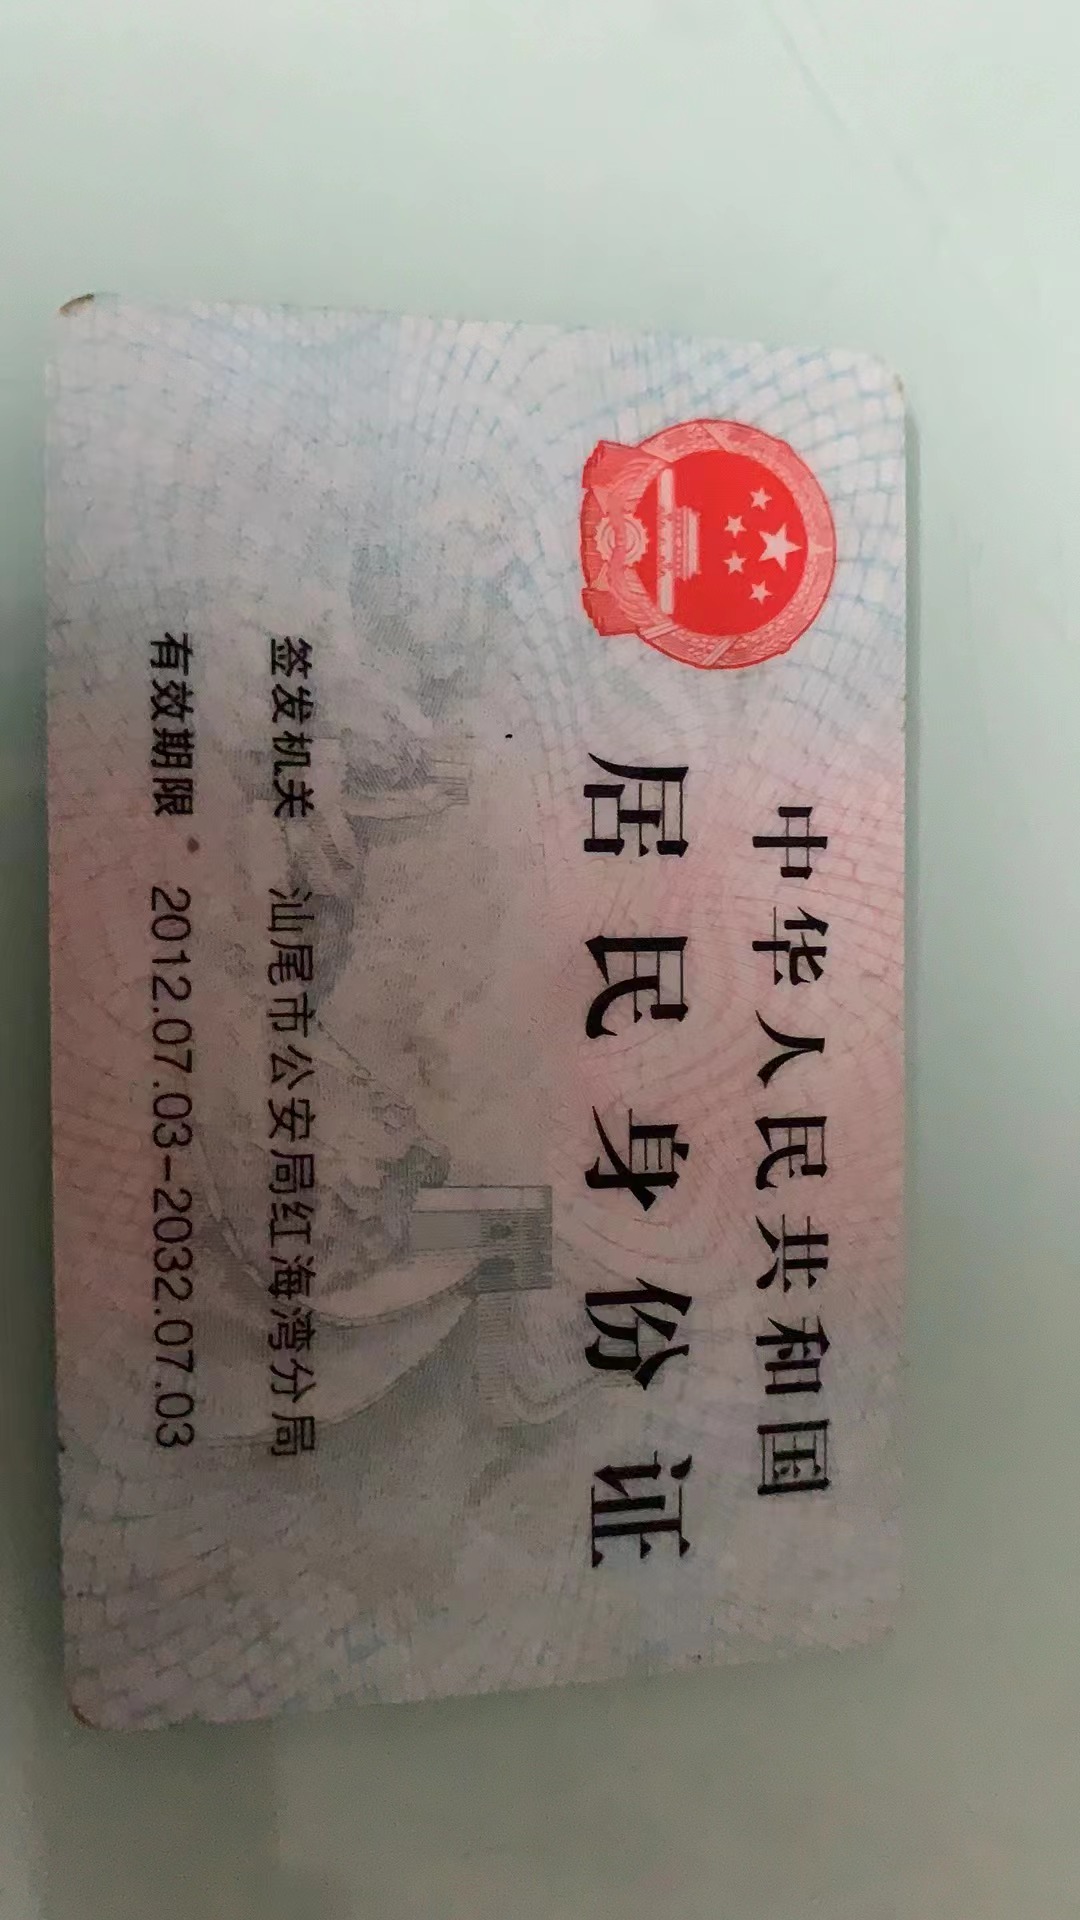 中华人民共和国
居民身份证
签发机关 汕尾市公安局红海湾分局
有效期限 2012.07.03-2032.07.03